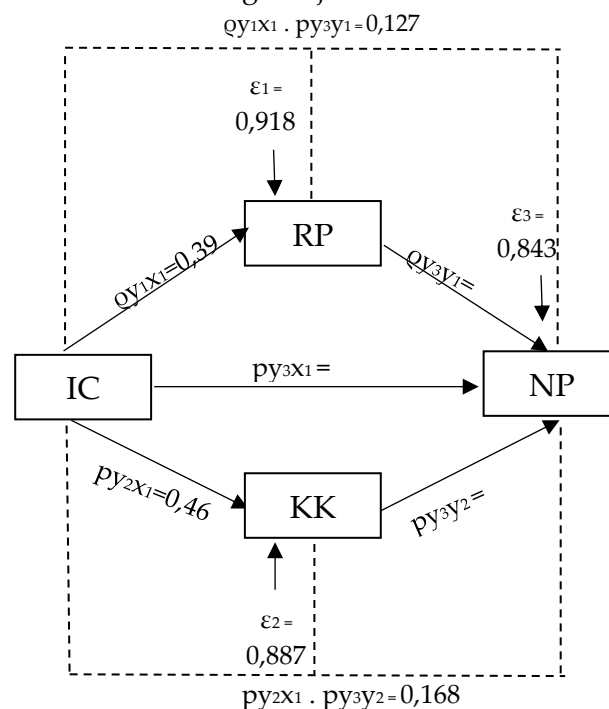 ϱy₁x₁ . py₃y₁ = 0,127
ε₁ =
0,918
RP
ε₃ =
0,843
ϱy₁x₁=0,39
ϱy₃y₁=
IC
py₃x₁ =
NP
py₂x₁=0,46
KK
py₃y₂=
ε₂ =
0,887
py₂x₁ . py₃y₂ = 0,168